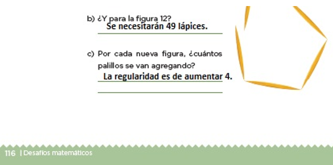 b) ¿Y para la figura 12?
Se necesitarán 49 lápices.
c) Por cada nueva figura, ¿cuántos
palillos se van agregando?
La regularidad es de aumentar 4.
116 | Desafíos matemáticos